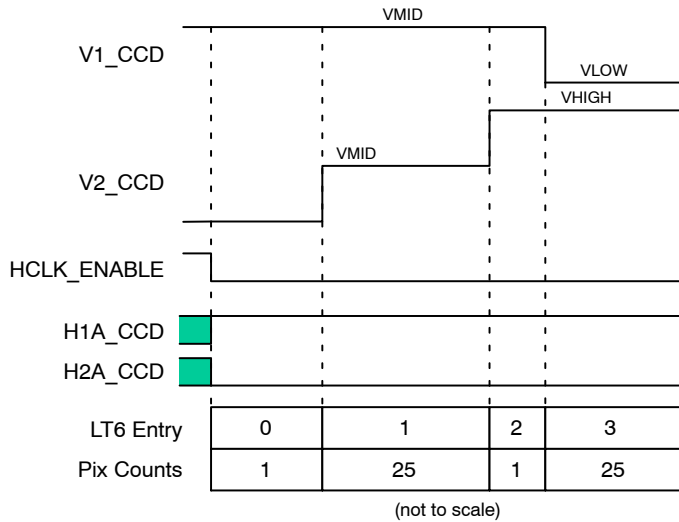 VMID
V1_CCD
VLOW
VHIGH
VMID
V2_CCD
HCLK_ENABLE
H1A_CCD
H2A_CCD
LT6 Entry 0 1 2 3
Pix Counts 1 25 1 25
(not to scale)